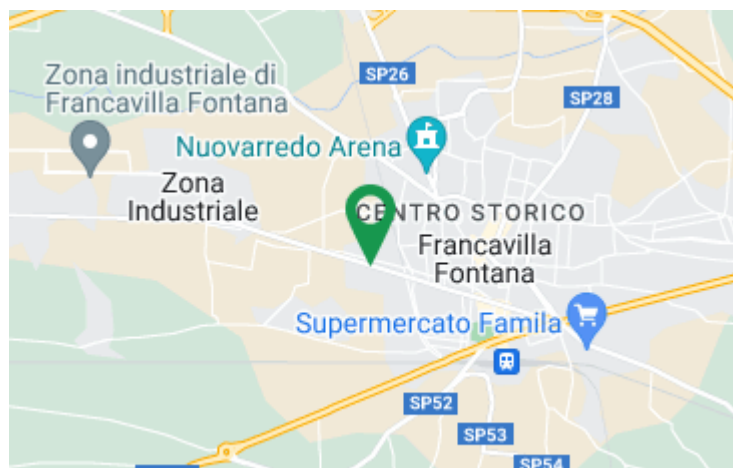 Zona industriale di
Francavilla Fontana
SP26
SP28
Nuovarredo Arena
Zona
Industriale
CENTRO STORICO
Francavilla
Fontana
Supermercato Famila
SP52
SP53
SP54